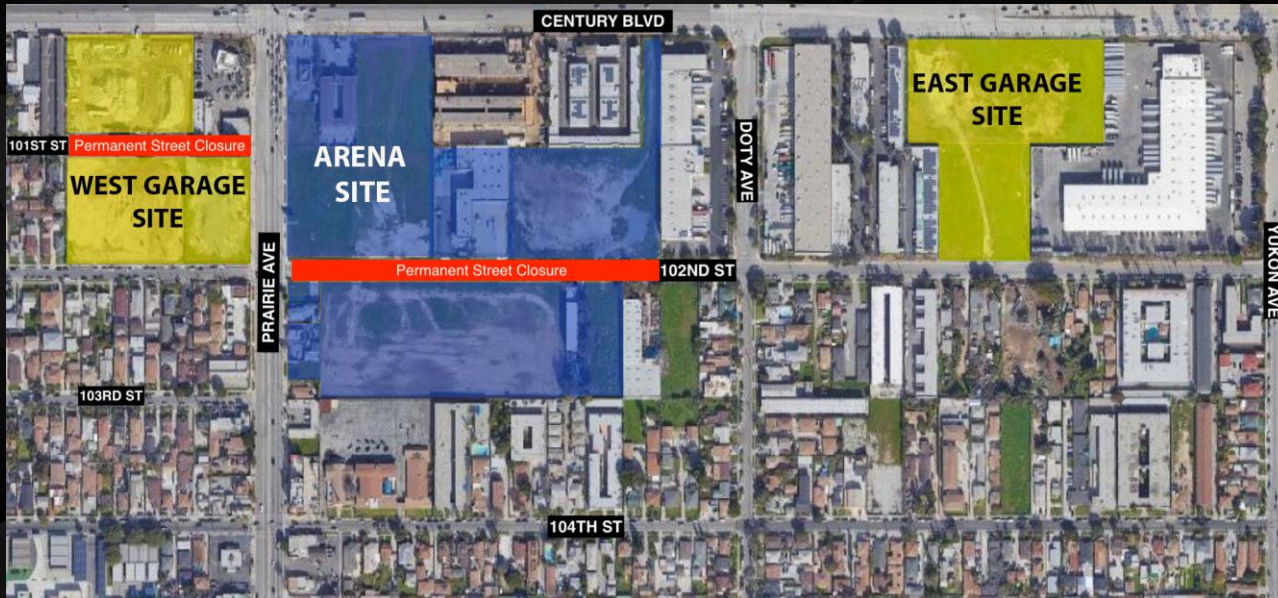 CENTURY BLVD
EAST GARAGE
SITE
101ST ST
Permanent Street Closure
DOTY AVE
ARENA
SITE
WEST GARAGE
SITE
PRAIRIE AVE
Permanent Street Closure
102ND ST
YUKON AVE
103RD ST
104TH ST